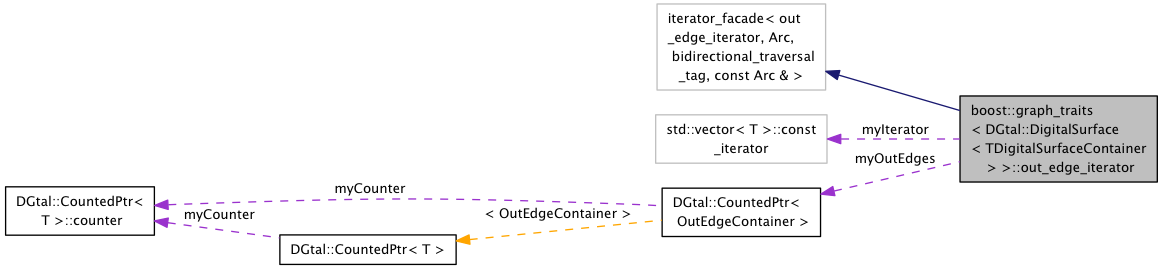 iterator_facade< out
_edge_iterator, Arc,
bidirectional_traversal
_tag, const Arc & >
boost::graph_traits
< DGtal::DigitalSurface
< TDigitalSurfaceContainer
> >::out_edge_iterator
std::vector< T >::const
_iterator
myIterator
myOutEdges
DGtal::CountedPtr<
T >::counter
myCounter
myCounter
< OutEdgeContainer >
DGtal::CountedPtr<
OutEdgeContainer >
DGtal::CountedPtr< T >